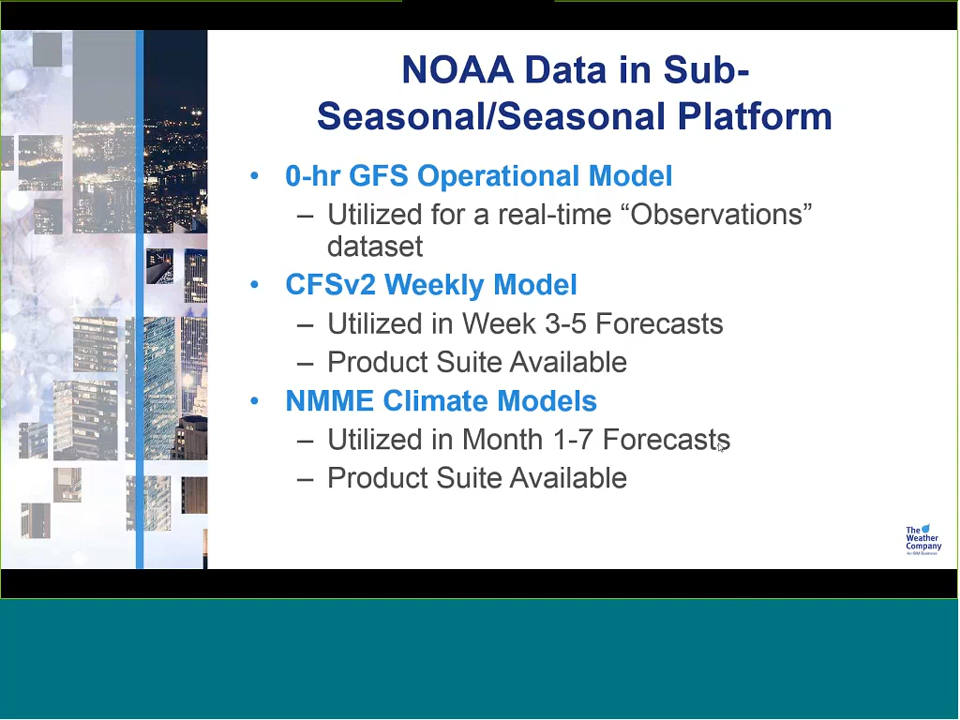 NOAA Data in Sub-
Seasonal/Seasonal Platform
• 0-hr GFS Operational Model
– Utilized for a real-time “Observations”
dataset
• CFSv2 Weekly Model
– Utilized in Week 3-5 Forecasts
– Product Suite Available
• NMME Climate Models
– Utilized in Month 1-7 Forecasts
– Product Suite Available
The
Weather
Company
An IBM Business